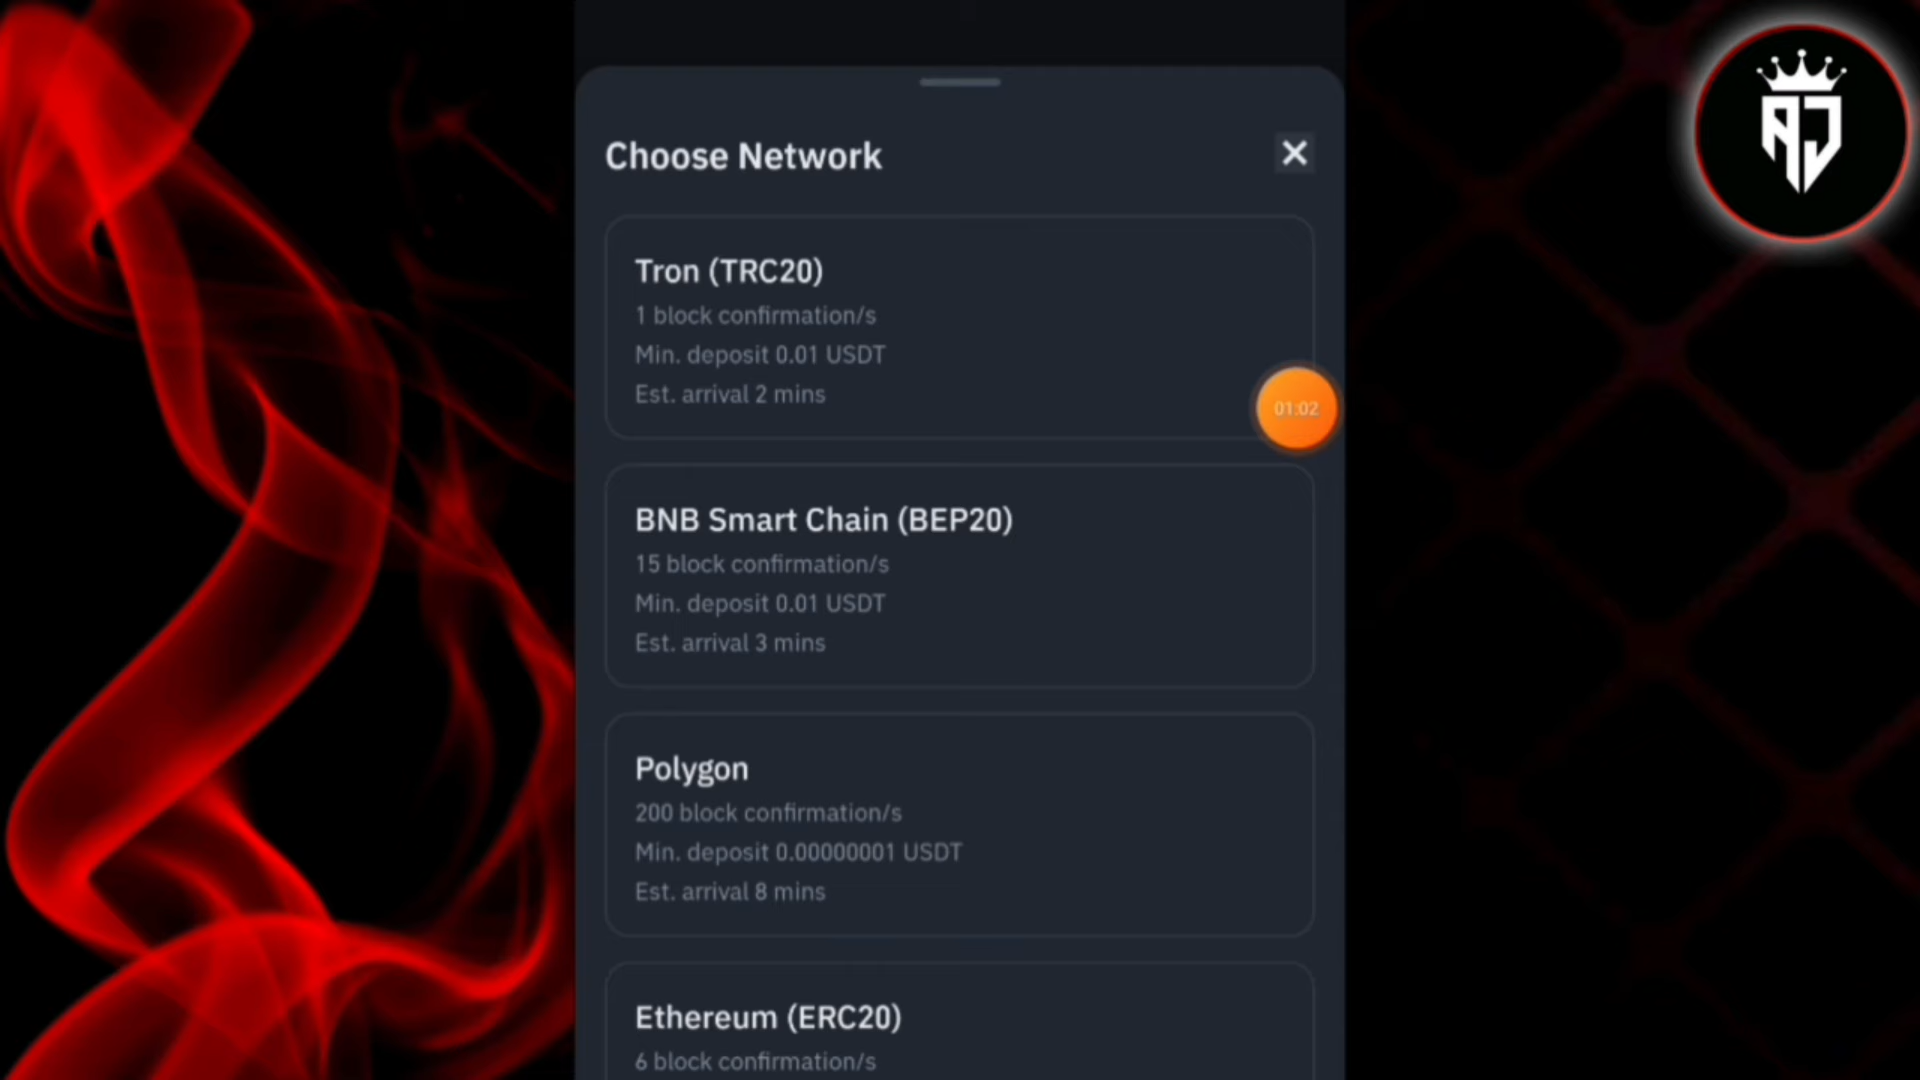 AJ
Choose Network
Tron (TRC20)
1 block confirmation/s
Min. deposit 0.01 USDT
Est. arrival 2 mins
01:02
BNB Smart Chain (BEP20)
15 block confirmation/s
Min. deposit 0.01 USDT
Est. arrival 3 mins
Polygon
200 block confirmation/s
Min. deposit 0.00000001 USDT
Est. arrival 8 mins
Ethereum (ERC20)
6 block confirmation/s